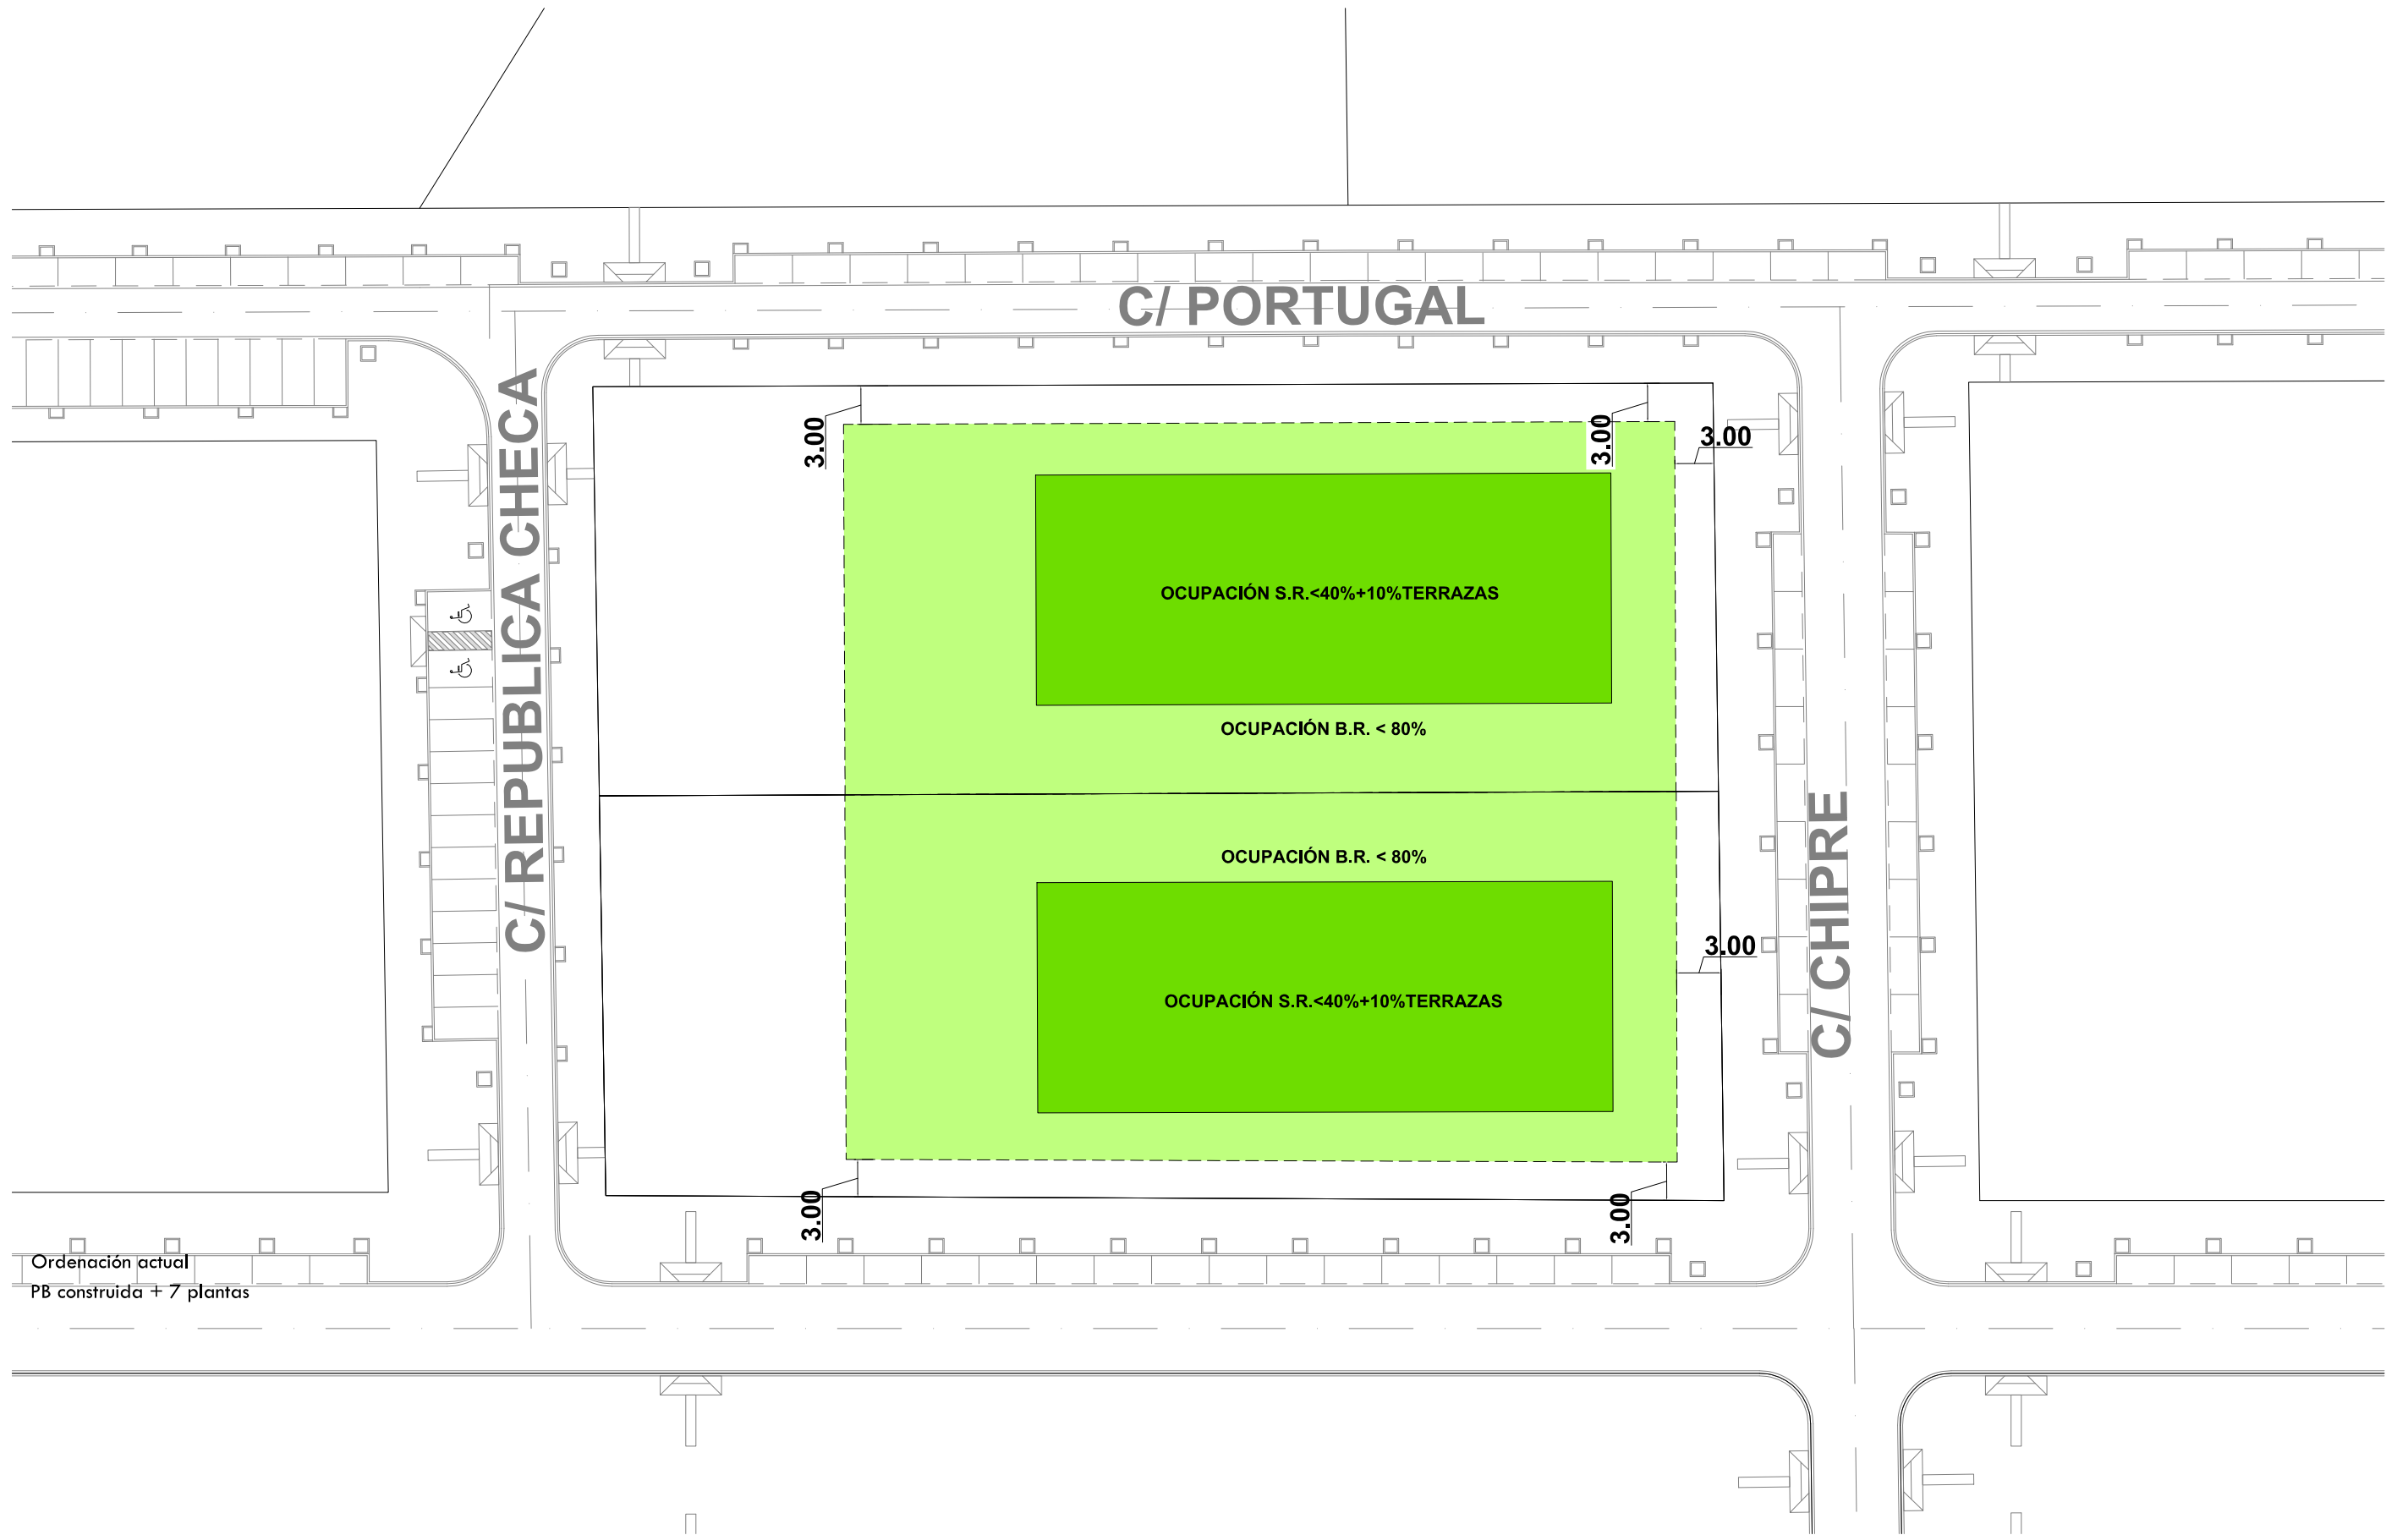 C/ PORTUGAL
C/ REPUBLICA CHECA
3.00
3.00
3.00
OCUPACIÓN S.R.<40%+10%TERRAZAS
OCUPACIÓN B.R. < 80%
C/ CHIPRE
OCUPACIÓN B.R. < 80%
3.00
OCUPACIÓN S.R.<40%+10%TERRAZAS
3.00
3.00
Ordenación actual
PB construida + 7 plantas